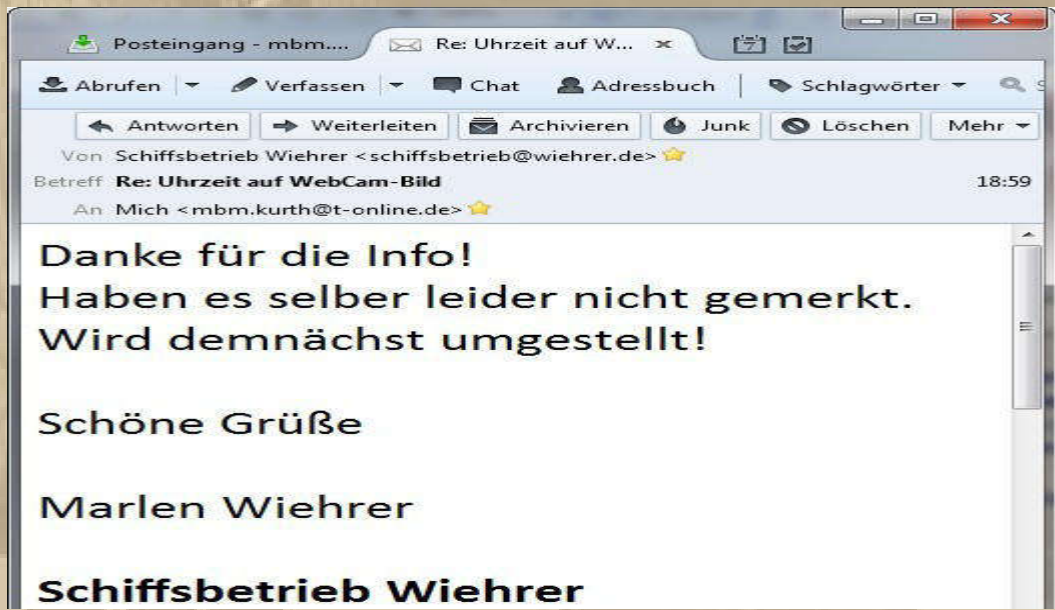 Posteingang - mbm.... Re: Uhrzeit auf W...
Abrufen Verfassen Chat Adressbuch Schlagwörter
Antworten Weiterleiten Archivieren Junk Löschen Mehr
Von Schiffsbetrieb Wiehrer <schiffsbetrieb@wiehrer.de>
Betreff Re: Uhrzeit auf WebCam-Bild 18:59
An Mich <mbm.kurth@t-online.de>
Danke für die Info!
Haben es selber leider nicht gemerkt.
Wird demnächst umgestellt!
Schöne Grüße
Marlen Wiehrer
Schiffsbetrieb Wiehrer